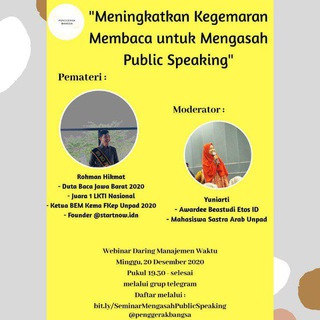 "Meningkatkan Kegemaran
Membaca untuk Mengasah
Public Speaking"
Pemateri :
Moderator :
Rohman Hikmat
- Duta Baca Jawa Barat 2020
- Juara 1 LKTI Nasional
- Ketua BEM Kema FKep Unpad 2020
- Founder @startnow.idn
Yuniarti
- Awardee Beastudi Etos ID
- Mahasiswa Sastra Arab Unpad
Webinar Daring Manajemen Waktu
Minggu, 20 Desember 2020
Pukul 19.30 - selesai
melalui grup telegram
Daftar melalui :
bit.ly/SeminarMengasahPublicSpeaking
@penggerakbangsa